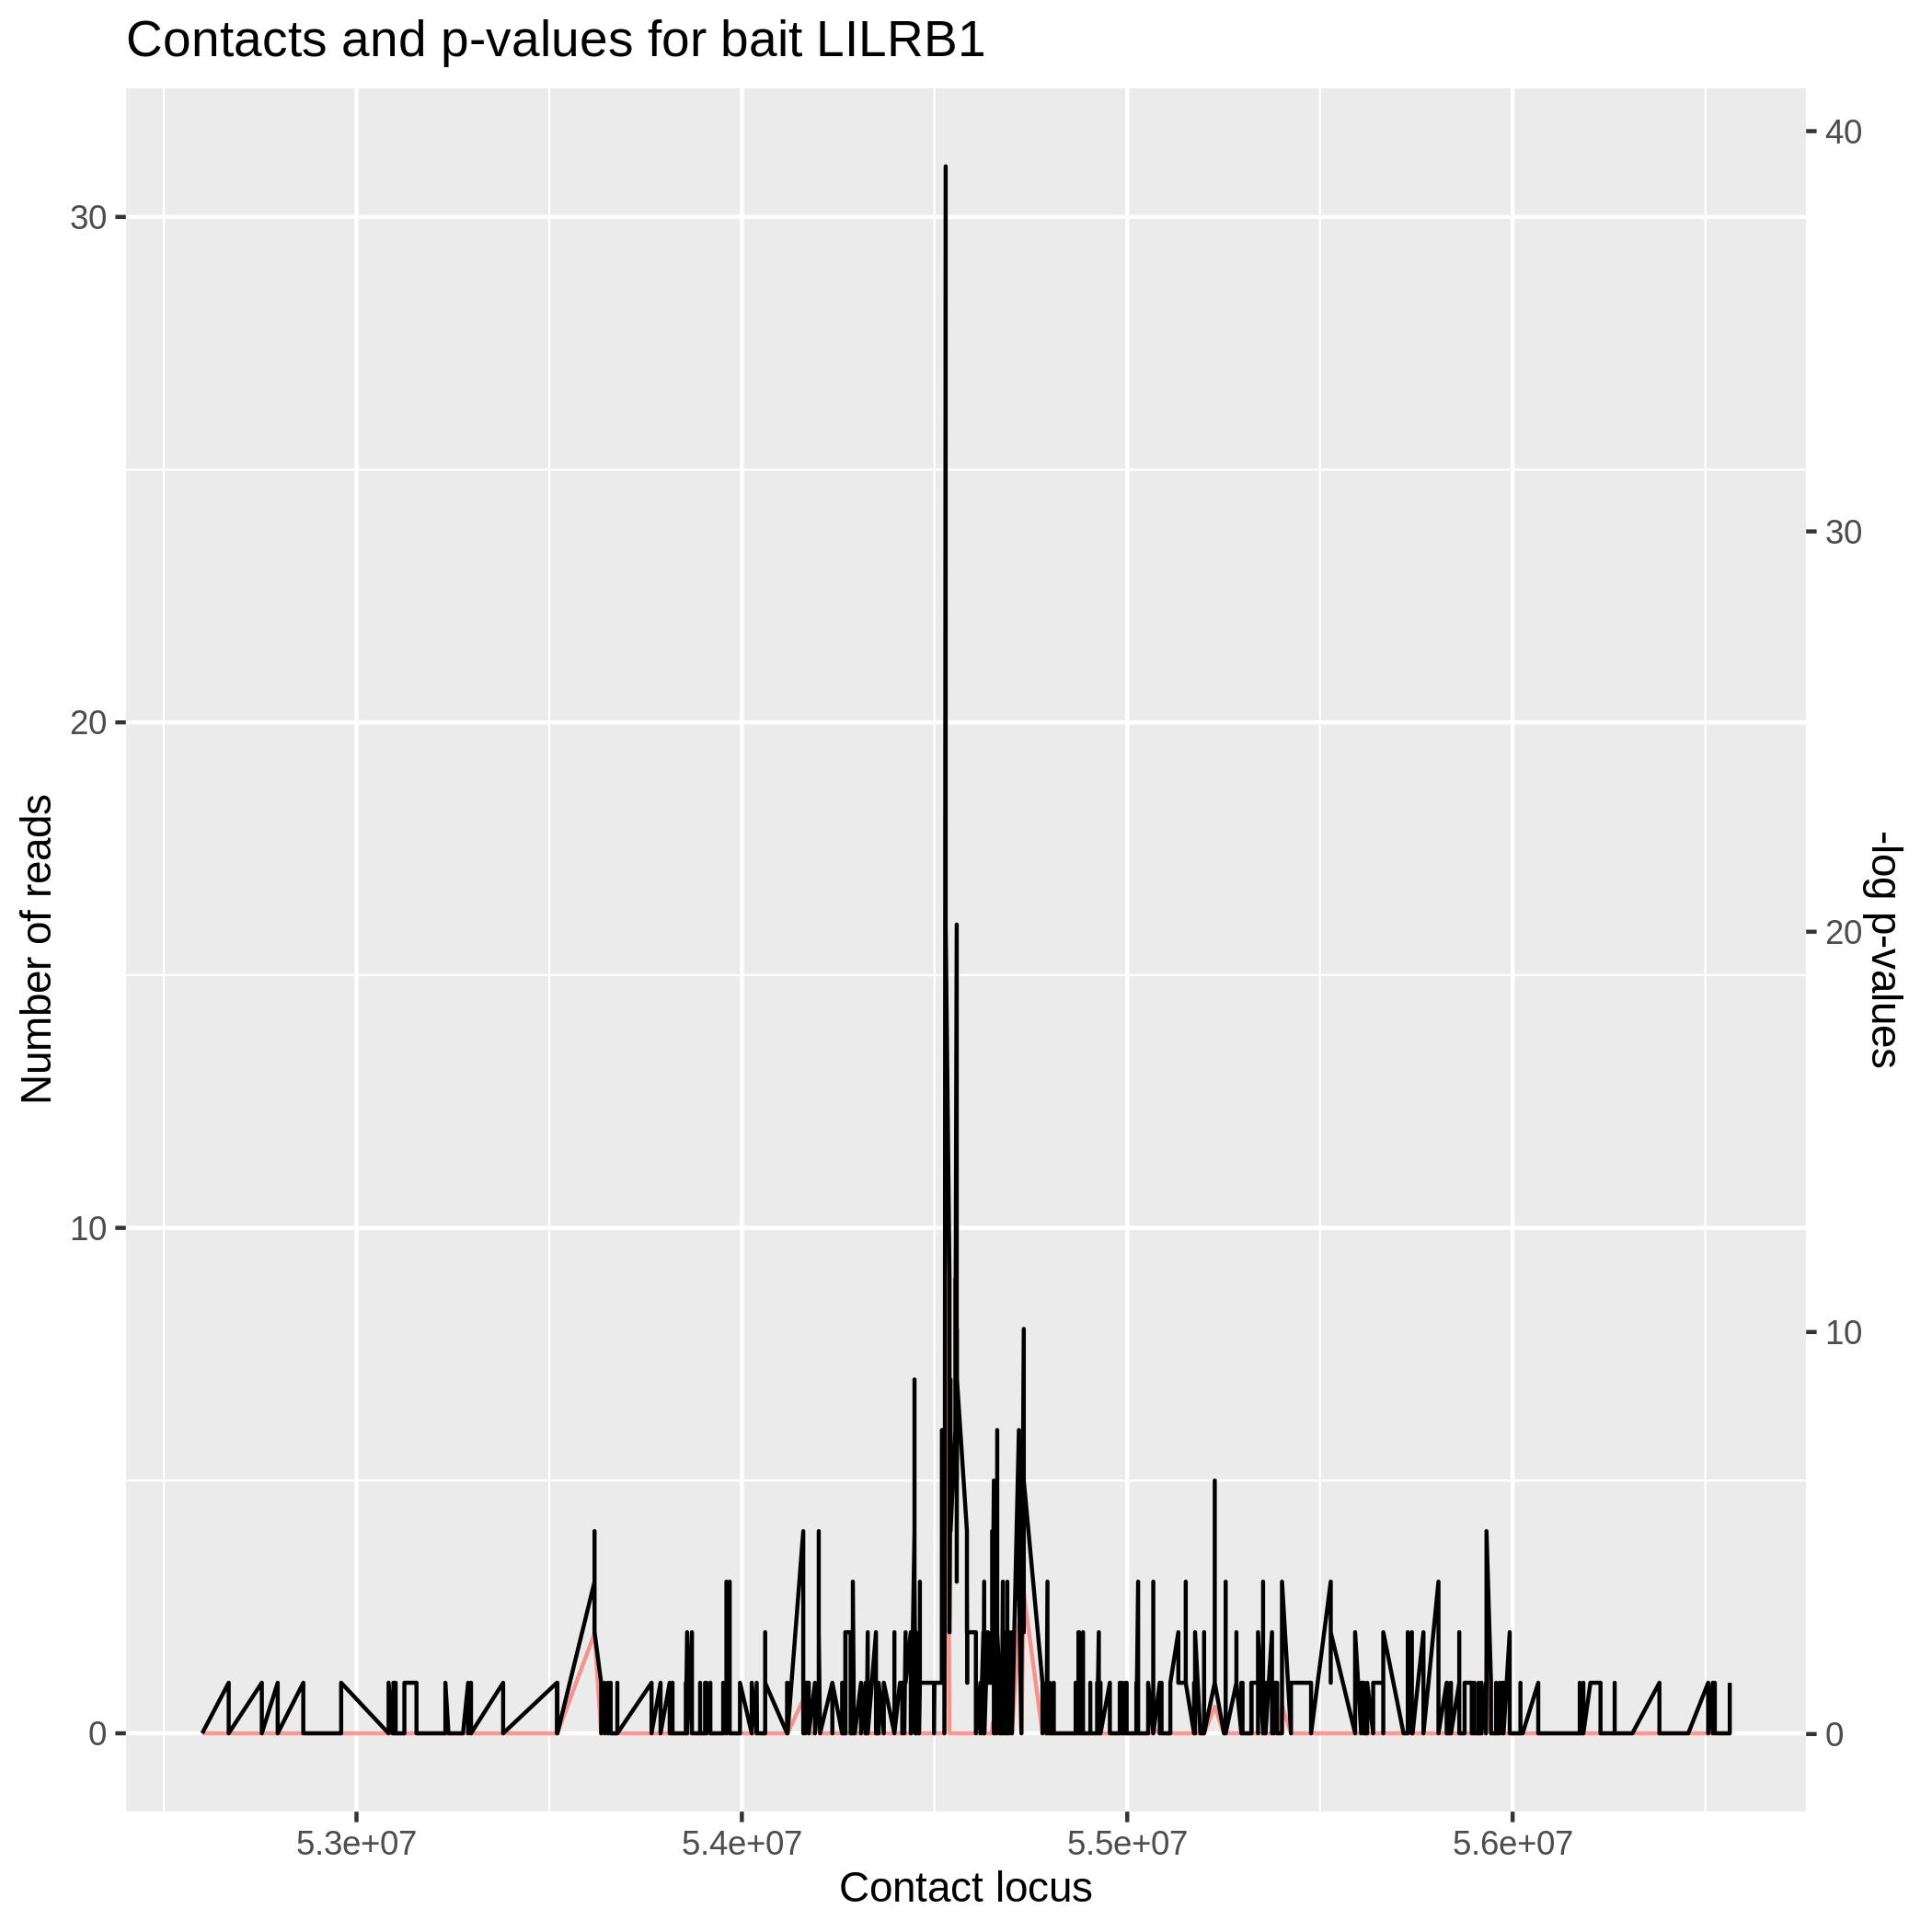 Contacts and p-values for bait LILRB1
40
30
30
20
20
10
10
0
0
Number of reads
-log p-values
5.3e+07
5.4e+07
5.5e+07
5.6e+07
Contact locus